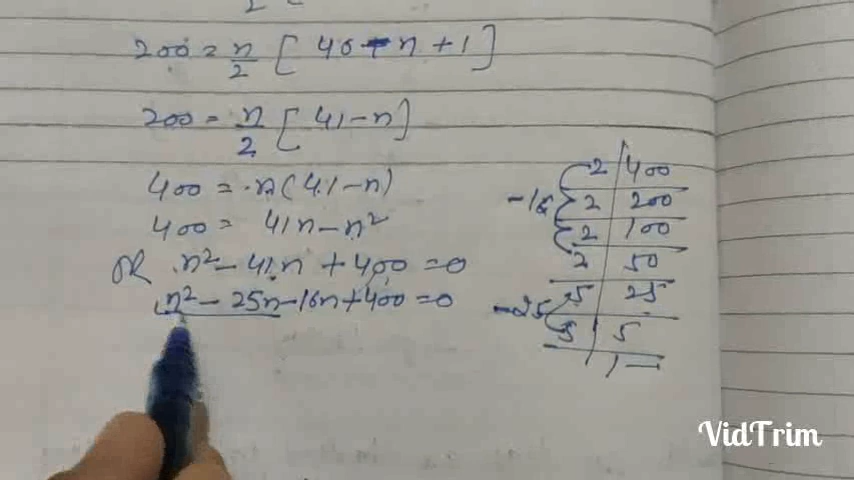 200 = n/2 [ 40 - n + 1 ]
200 = n/2 [ 41 - n ]
400 = n ( 41 - n )
400 = 41n - n²
OR n² - 41n + 400 = 0
n² - 25n - 16n + 400 = 0
2 | 400
-16 2 | 200
2 | 100
2 | 50
5 | 25
-25 5 | 5
1
VidTrim